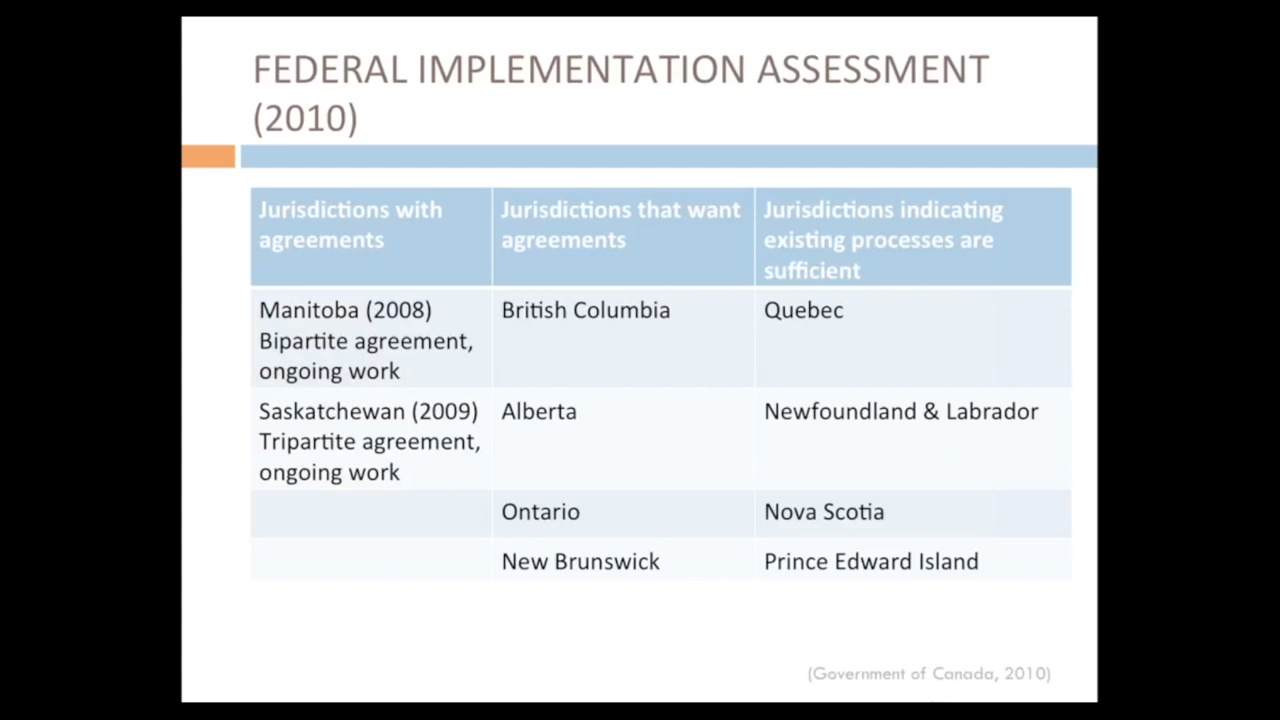 FEDERAL IMPLEMENTATION ASSESSMENT
(2010)
Jurisdictions with
agreements
Jurisdictions that want
agreements
Jurisdictions indicating
existing processes are
sufficient
Manitoba (2008)
Bipartite agreement,
ongoing work
British Columbia
Quebec
Saskatchewan (2009)
Tripartite agreement,
ongoing work
Alberta
Newfoundland & Labrador
Ontario
Nova Scotia
New Brunswick
Prince Edward Island
(Government of Canada, 2010)